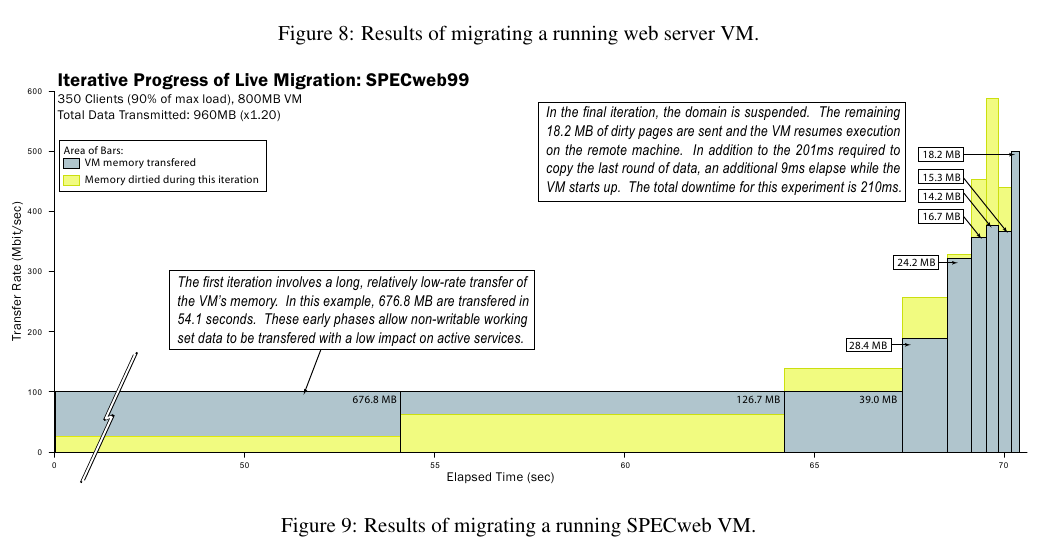 Figure 8: Results of migrating a running web server VM.
Iterative Progress of Live Migration: SPECweb99
350 Clients (90% of max load), 800MB VM
Total Data Transmitted: 960MB (x1.20)
Area of Bars:
VM memory transfered
Memory dirtied during this iteration
In the final iteration, the domain is suspended. The remaining
18.2 MB of dirty pages are sent and the VM resumes execution
on the remote machine. In addition to the 201ms required to
copy the last round of data, an additional 9ms elapse while the
VM starts up. The total downtime for this experiment is 210ms.
The first iteration involves a long, relatively low-rate transfer of
the VM's memory. In this example, 676.8 MB are transfered in
54.1 seconds. These early phases allow non-writable working
set data to be transfered with a low impact on active services.
18.2 MB
15.3 MB
14.2 MB
16.7 MB
24.2 MB
28.4 MB
676.8 MB
126.7 MB
39.0 MB
Transfer Rate (Mbit/sec)
600
500
400
300
200
100
0
0
50
55
60
65
70
Elapsed Time (sec)
Figure 9: Results of migrating a running SPECweb VM.